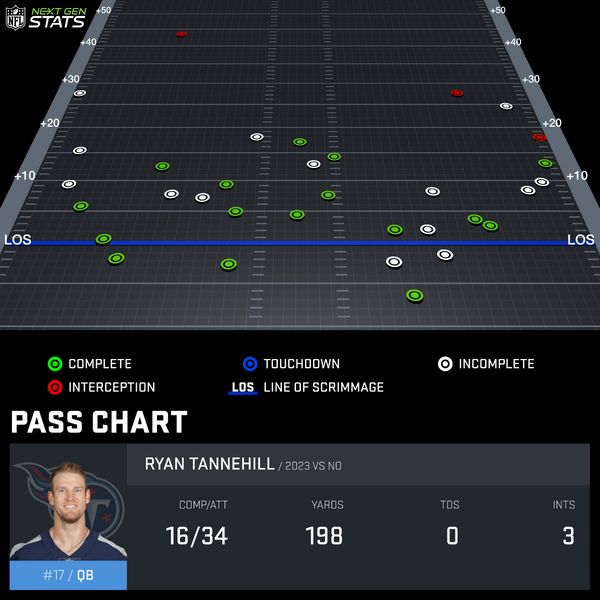 NFL NEXT GEN STATS
+50 +50
+40 +40
+30 +30
+20 +20
+10 +10
LOS LOS
COMPLETE TOUCHDOWN INCOMPLETE
INTERCEPTION LOS LINE OF SCRIMMAGE
PASS CHART
RYAN TANNEHILL / 2023 VS NO
COMP/ATT YARDS TDS INTS
16/34 198 0 3
#17 / QB